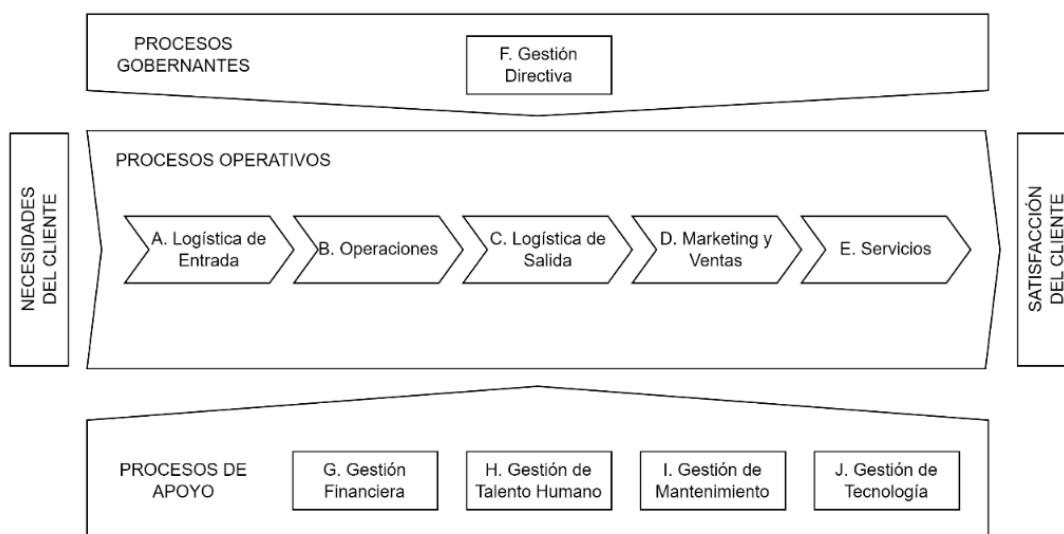 PROCESOS
GOBERNANTES
F. Gestión
Directiva
NECESIDADES
DEL CLIENTE
PROCESOS OPERATIVOS
A. Logística de
Entrada
B. Operaciones
C. Logística de
Salida
D. Marketing y
Ventas
E. Servicios
SATISFACCIÓN
DEL CLIENTE
PROCESOS DE
APOYO
G. Gestión
Financiera
H. Gestión de
Talento Humano
I. Gestión de
Mantenimiento
J. Gestión de
Tecnología